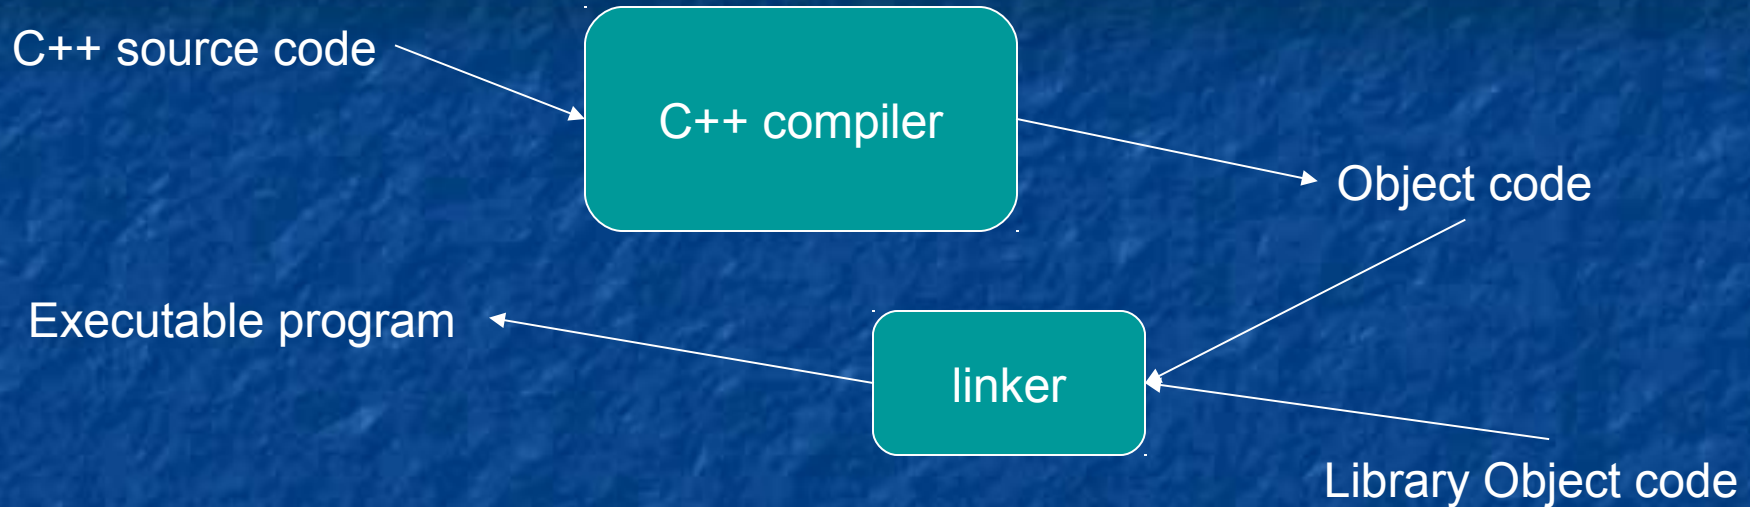 C++ source code
C++ compiler
Object code
Executable program
linker
Library Object code